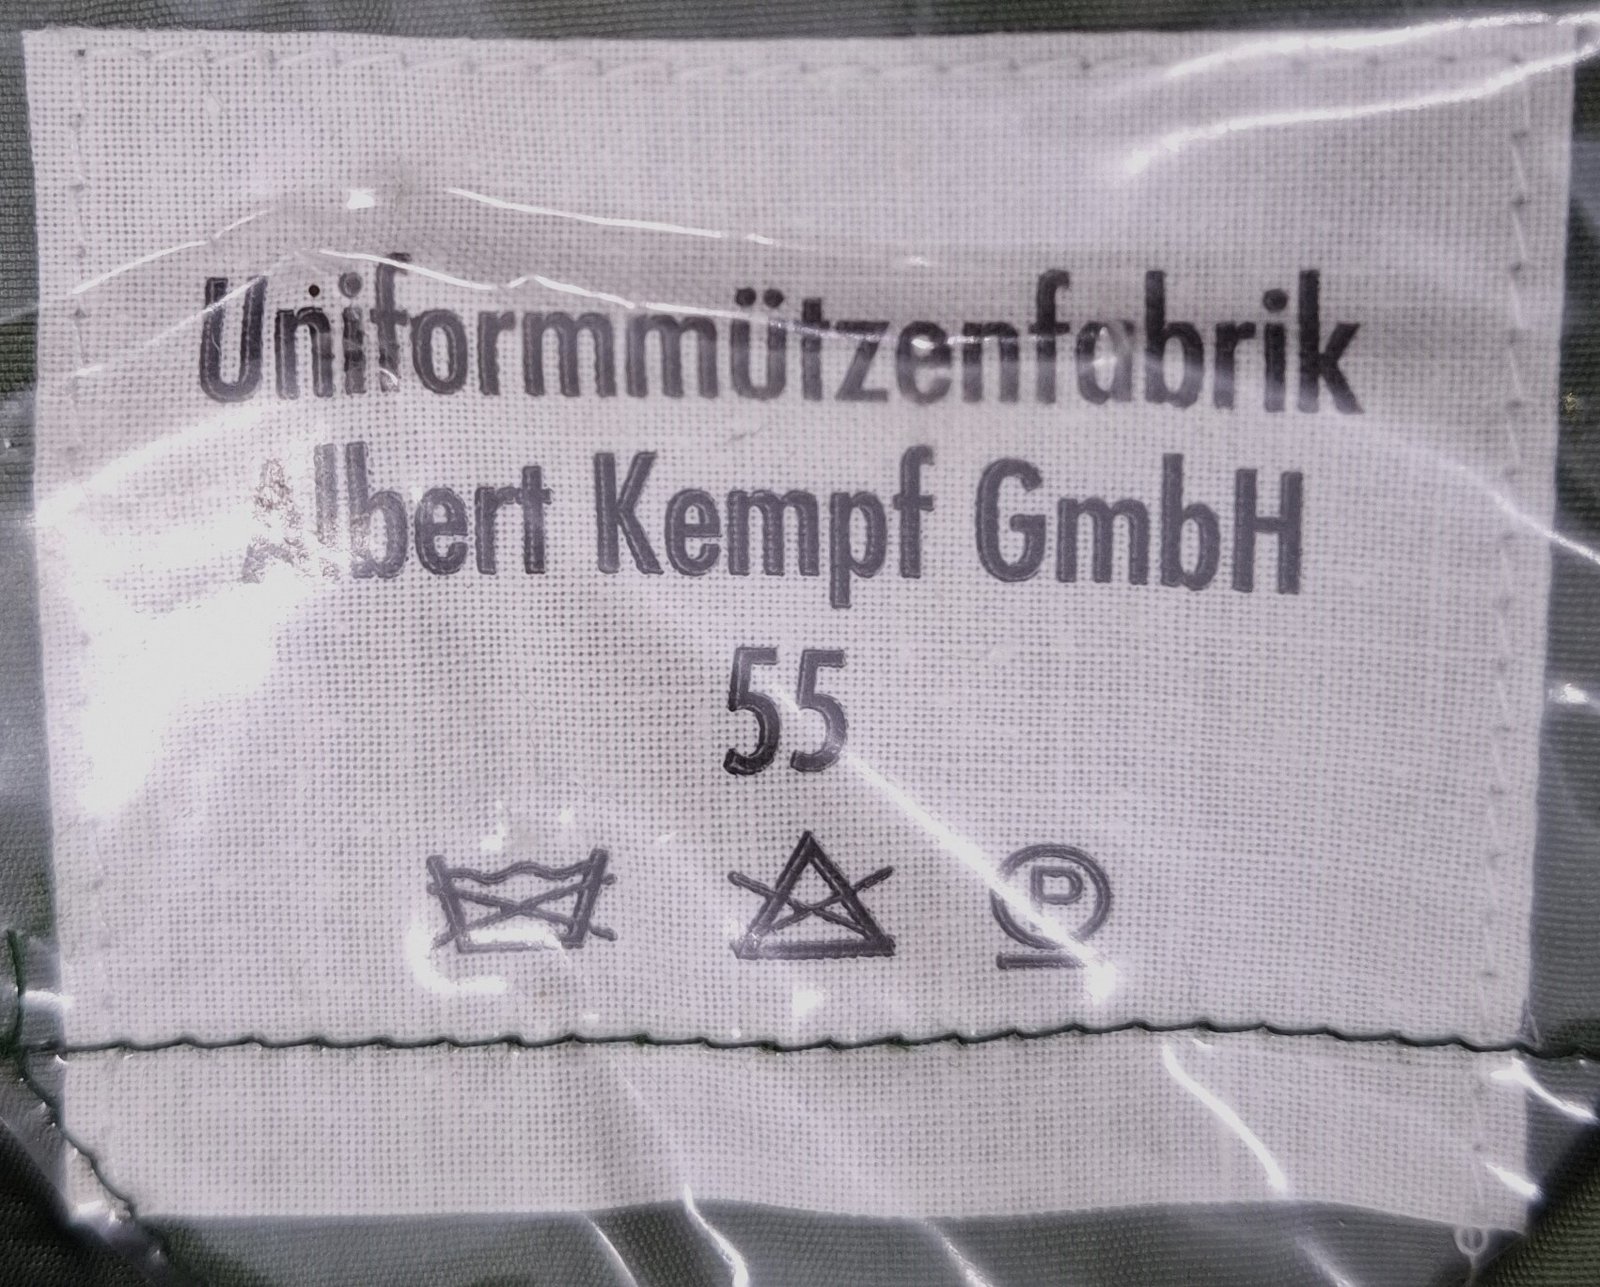 Uniformmützenfabrik
Albert Kempf GmbH
55
P